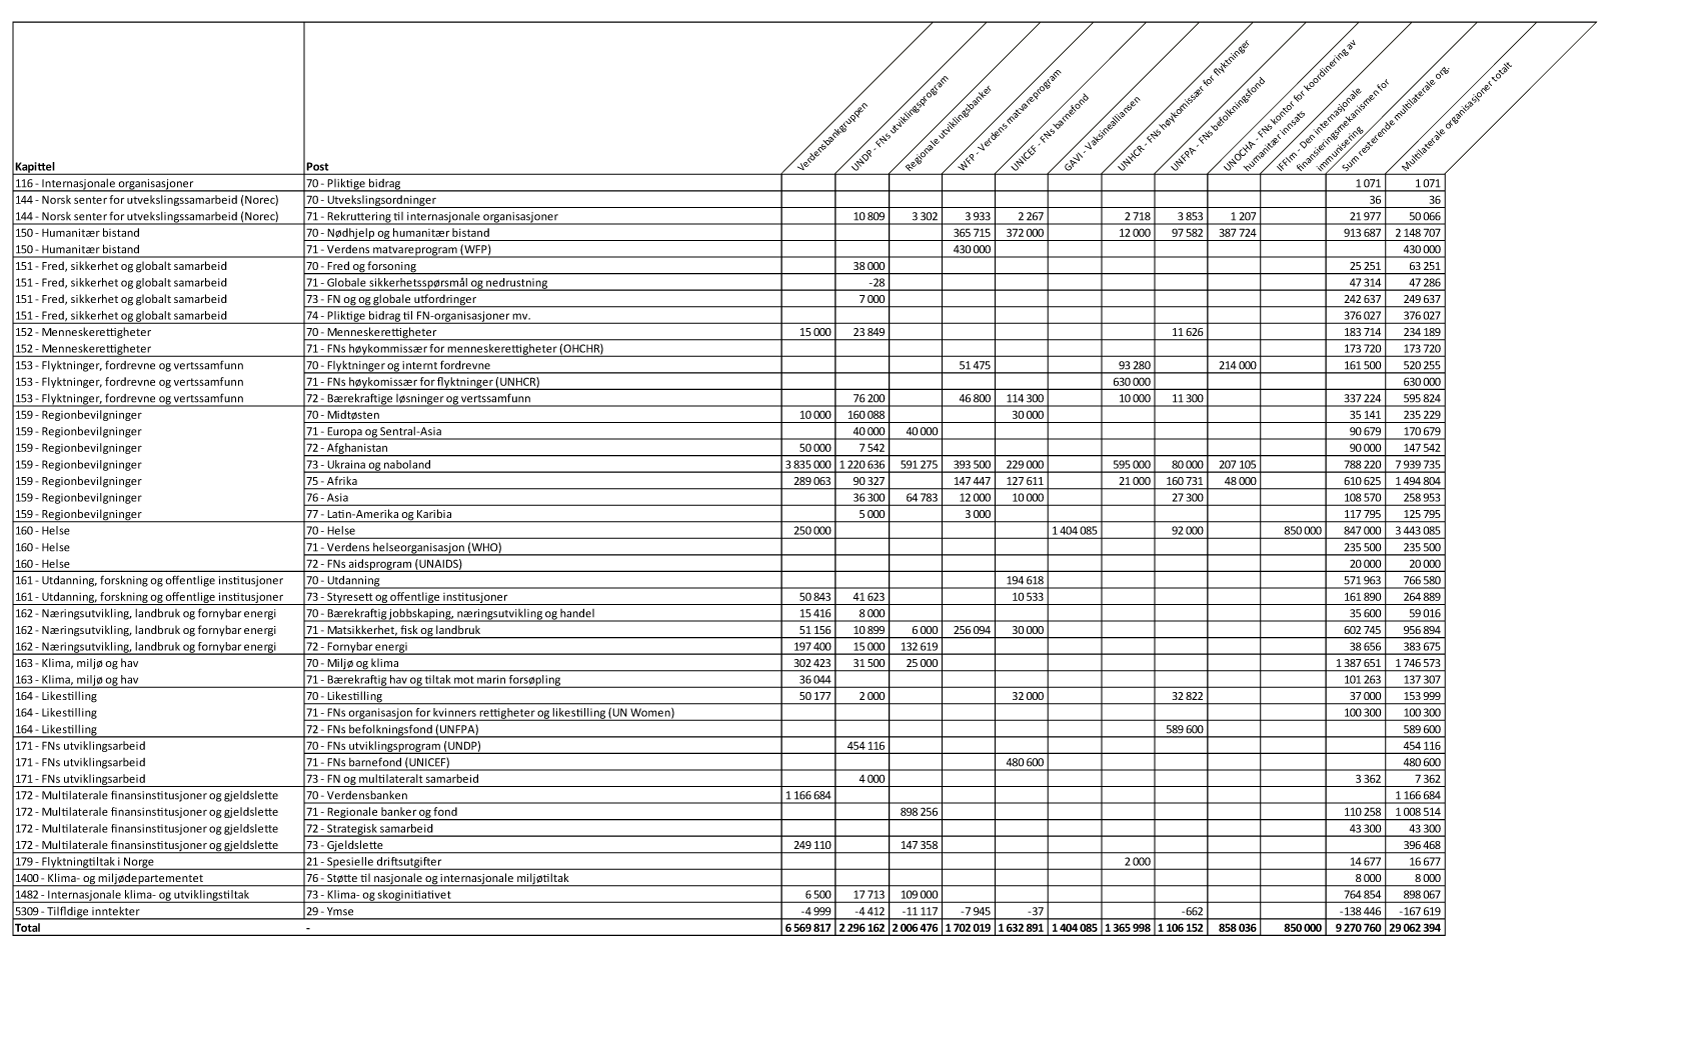 Kapittel Post Verdensbankgruppen UNDP - FNs utviklingsprogram Regionale utviklingsbanker WFP - Verdens matvareprogram UNICEF - FNs barnefond GAVI - Vaksinealliansen UNHCR - FNs høykomissær for flyktninger UNFPA - FNs befolkningsfond UNOCHA - FNs kontor for koordinering av humanitær innsats IFFIm - Den internasjonale finansieringsmekanismen for immunisering Sum resterende multilaterale org. Multilaterale organisasjoner totalt
116 - Internasjonale organisasjoner 70 - Pliktige bidrag 1 071 1 071
144 - Norsk senter for utvekslingssamarbeid (Norec) 70 - Utvekslingsordninger 36 36
144 - Norsk senter for utvekslingssamarbeid (Norec) 71 - Rekruttering til internasjonale organisasjoner 10 809 3 302 3 933 2 267 2 718 3 853 1 207 21 977 50 066
150 - Humanitær bistand 70 - Nødhjelp og humanitær bistand 365 715 372 000 12 000 97 582 387 724 913 687 2 148 707
150 - Humanitær bistand 71 - Verdens matvareprogram (WFP) 430 000 430 000
151 - Fred, sikkerhet og globalt samarbeid 70 - Fred og forsoning 38 000 25 251 63 251
151 - Fred, sikkerhet og globalt samarbeid 71 - Globale sikkerhetsspørsmål og nedrustning -28 47 314 47 286
151 - Fred, sikkerhet og globalt samarbeid 73 - FN og og globale utfordringer 7 000 242 637 249 637
151 - Fred, sikkerhet og globalt samarbeid 74 - Pliktige bidrag til FN-organisasjoner mv. 376 027 376 027
152 - Menneskerettigheter 70 - Menneskerettigheter 15 000 23 849 11 626 183 714 234 189
152 - Menneskerettigheter 71 - FNs høykommissær for menneskerettigheter (OHCHR) 173 720 173 720
153 - Flyktninger, fordrevne og vertssamfunn 70 - Flyktninger og internt fordrevne 51 475 93 280 214 000 161 500 520 255
153 - Flyktninger, fordrevne og vertssamfunn 71 - FNs høykomissær for flyktninger (UNHCR) 630 000 630 000
153 - Flyktninger, fordrevne og vertssamfunn 72 - Bærekraftige løsninger og vertssamfunn 76 200 46 800 114 300 10 000 11 300 337 224 595 824
159 - Regionbevilgninger 70 - Midtøsten 10 000 160 088 30 000 35 141 235 229
159 - Regionbevilgninger 71 - Europa og Sentral-Asia 40 000 40 000 90 679 170 679
159 - Regionbevilgninger 72 - Afghanistan 50 000 7 542 90 000 147 542
159 - Regionbevilgninger 73 - Ukraina og naboland 3 835 000 1 220 636 591 275 393 500 229 000 595 000 80 000 207 105 788 220 7 939 735
159 - Regionbevilgninger 75 - Afrika 289 063 90 327 147 447 127 611 21 000 160 731 48 000 610 625 1 494 804
159 - Regionbevilgninger 76 - Asia 36 300 64 783 12 000 10 000 27 300 108 570 258 953
159 - Regionbevilgninger 77 - Latin-Amerika og Karibia 5 000 3 000 117 795 125 795
160 - Helse 70 - Helse 250 000 1 404 085 92 000 850 000 847 000 3 443 085
160 - Helse 71 - Verdens helseorganisasjon (WHO) 235 500 235 500
160 - Helse 72 - FNs aidsprogram (UNAIDS) 20 000 20 000
161 - Utdanning, forskning og offentlige institusjoner 70 - Utdanning 194 618 571 963 766 580
161 - Utdanning, forskning og offentlige institusjoner 73 - Styresett og offentlige institusjoner 50 843 41 623 10 533 161 890 264 889
162 - Næringsutvikling, landbruk og fornybar energi 70 - Bærekraftig jobbskaping, næringsutvikling og handel 15 416 8 000 35 600 59 016
162 - Næringsutvikling, landbruk og fornybar energi 71 - Matsikkerhet, fisk og landbruk 51 156 10 899 6 000 256 094 30 000 602 745 956 894
162 - Næringsutvikling, landbruk og fornybar energi 72 - Fornybar energi 197 400 15 000 132 619 38 656 383 675
163 - Klima, miljø og hav 70 - Miljø og klima 302 423 31 500 25 000 1 387 651 1 746 573
163 - Klima, miljø og hav 71 - Bærekraftig hav og tiltak mot marin forsøpling 36 044 101 263 137 307
164 - Likestilling 70 - Likestilling 50 177 2 000 32 000 32 822 37 000 153 999
164 - Likestilling 71 - FNs organisasjon for kvinners rettigheter og likestilling (UN Women) 100 300 100 300
164 - Likestilling 72 - FNs befolkningsfond (UNFPA) 589 600 589 600
171 - FNs utviklingsarbeid 70 - FNs utviklingsprogram (UNDP) 454 116 454 116
171 - FNs utviklingsarbeid 71 - FNs barnefond (UNICEF) 480 600 480 600
171 - FNs utviklingsarbeid 73 - FN og multilateralt samarbeid 4 000 3 362 7 362
172 - Multilaterale finansinstitusjoner og gjeldslette 70 - Verdensbanken 1 166 684 1 166 684
172 - Multilaterale finansinstitusjoner og gjeldslette 71 - Regionale banker og fond 898 256 110 258 1 008 514
172 - Multilaterale finansinstitusjoner og gjeldslette 72 - Strategisk samarbeid 43 300 43 300
172 - Multilaterale finansinstitusjoner og gjeldslette 73 - Gjeldslette 249 110 147 358 396 468
179 - Flyktningtiltak i Norge 21 - Spesielle driftsutgifter 2 000 14 677 16 677
1400 - Klima- og miljødepartementet 76 - Støtte til nasjonale og internasjonale miljøtiltak 8 000 8 000
1482 - Internasjonale klima- og utviklingstiltak 73 - Klima- og skoginitiativet 6 500 17 713 109 000 764 854 898 067
5309 - Tilfldige inntekter 29 - Ymse -4 999 -4 412 -11 117 -7 945 -37 -662 -138 446 -167 619
Total - 6 569 817 2 296 162 2 006 476 1 702 019 1 632 891 1 404 085 1 365 998 1 106 152 858 036 850 000 9 270 760 29 062 394